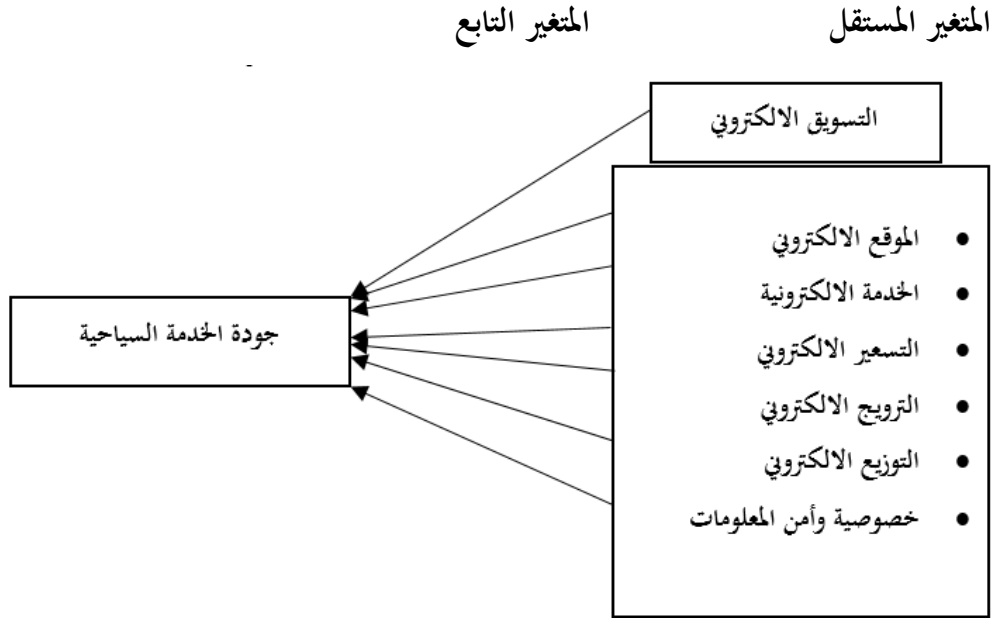 المتغير المستقل
المتغير التابع
التسويق الالكتروني
• الموقع الالكتروني
• الخدمة الالكترونية
• التسعير الالكتروني
• الترويج الالكتروني
• التوزيع الالكتروني
• خصوصية وأمن المعلومات
جودة الخدمة السياحية